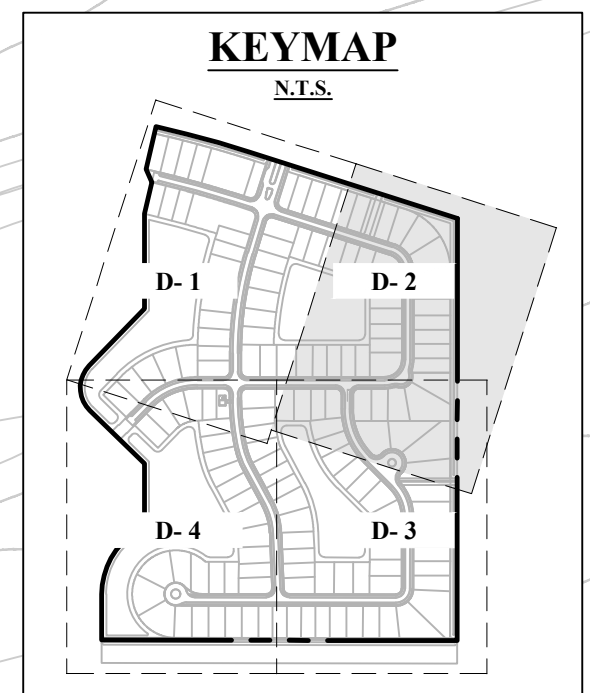 KEYMAP
N.T.S.
D- 1
D- 2
D- 4
D- 3